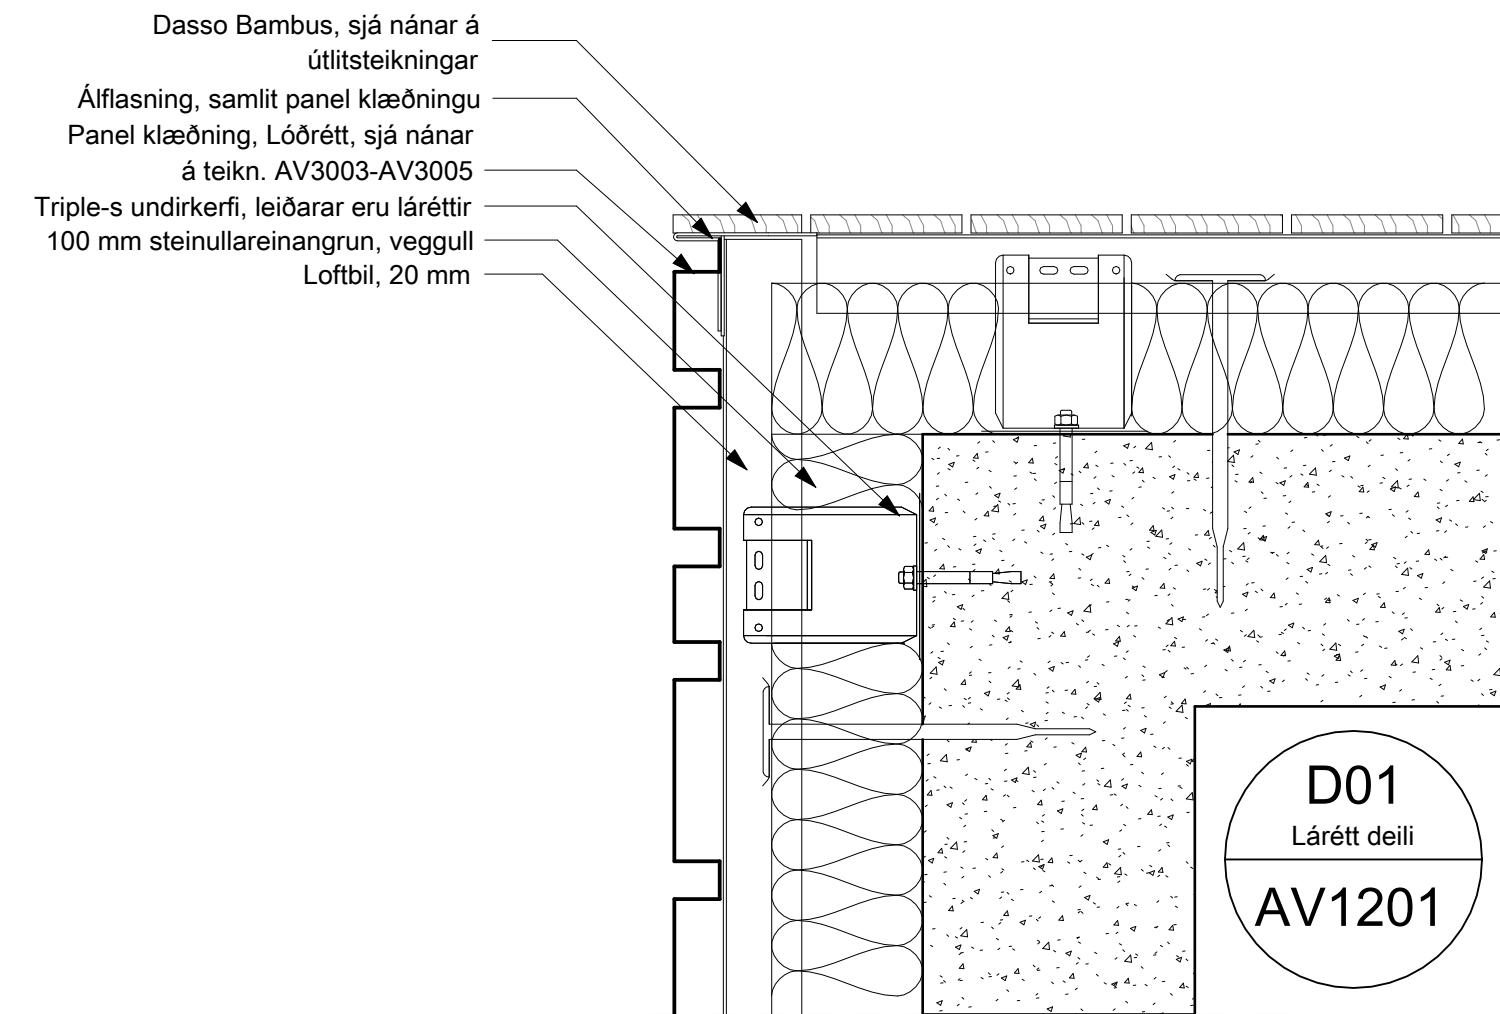 Dasso Bambus, sjá nánar á
útlitsteikningar
Álflasning, samlit panel klæðningu
Panel klæðning, Lóðrétt, sjá nánar
á teikn. AV3003-AV3005
Triple-s undirkerfi, leiðarar eru láréttir
100 mm steinullareinangrun, veggull
Loftbil, 20 mm
D01
Lárétt deili
AV1201